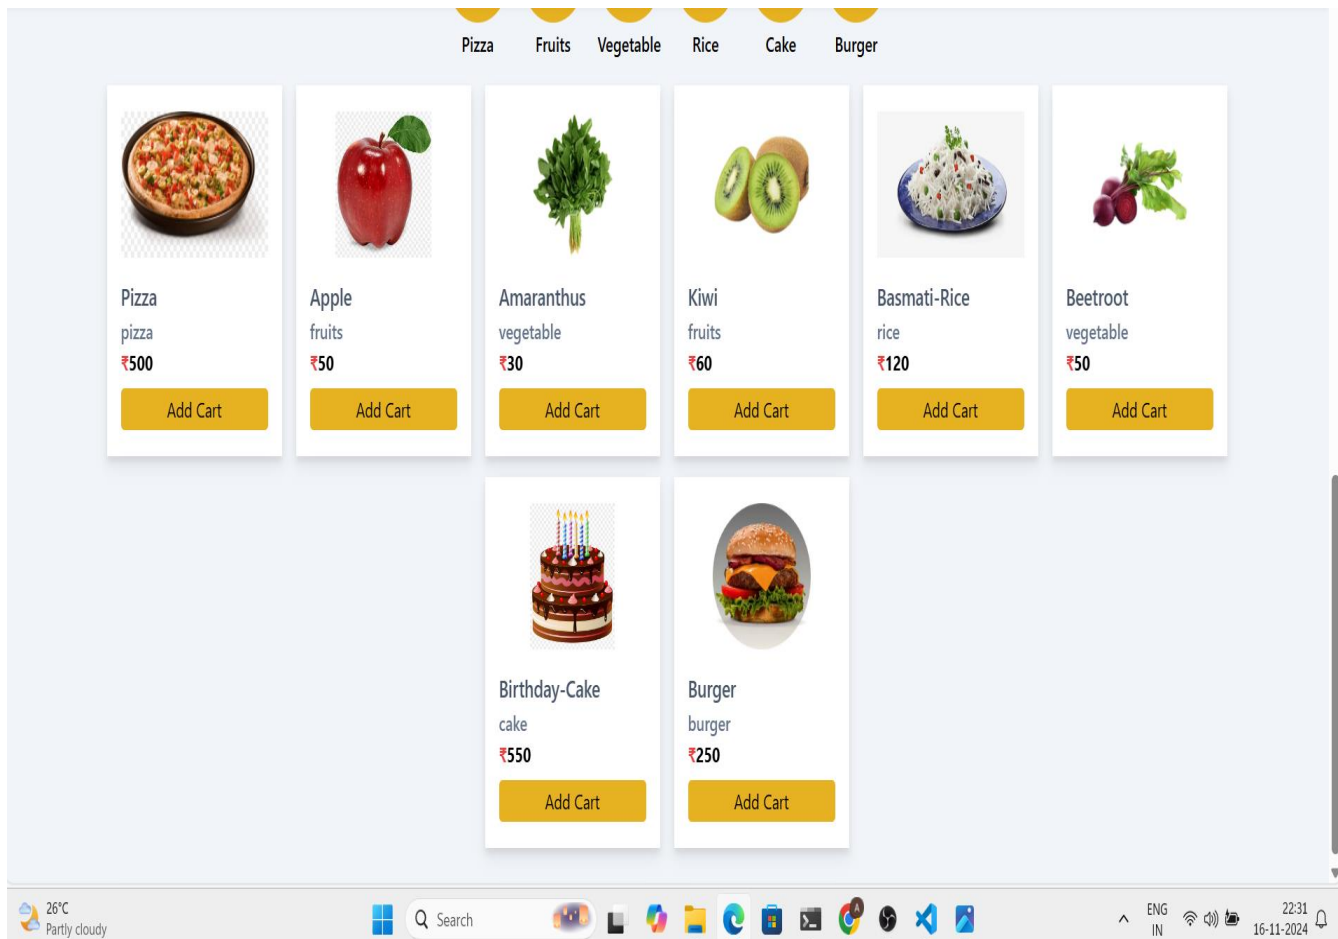 Pizza Fruits Vegetable Rice Cake Burger
Pizza
pizza
₹500
Add Cart
Apple
fruits
₹50
Add Cart
Amaranthus
vegetable
₹30
Add Cart
Kiwi
fruits
₹60
Add Cart
Basmati-Rice
rice
₹120
Add Cart
Beetroot
vegetable
₹50
Add Cart
Birthday-Cake
cake
₹550
Add Cart
Burger
burger
₹250
Add Cart
26°C
Partly cloudy
Search
A
ENG
IN
22:31
16-11-2024